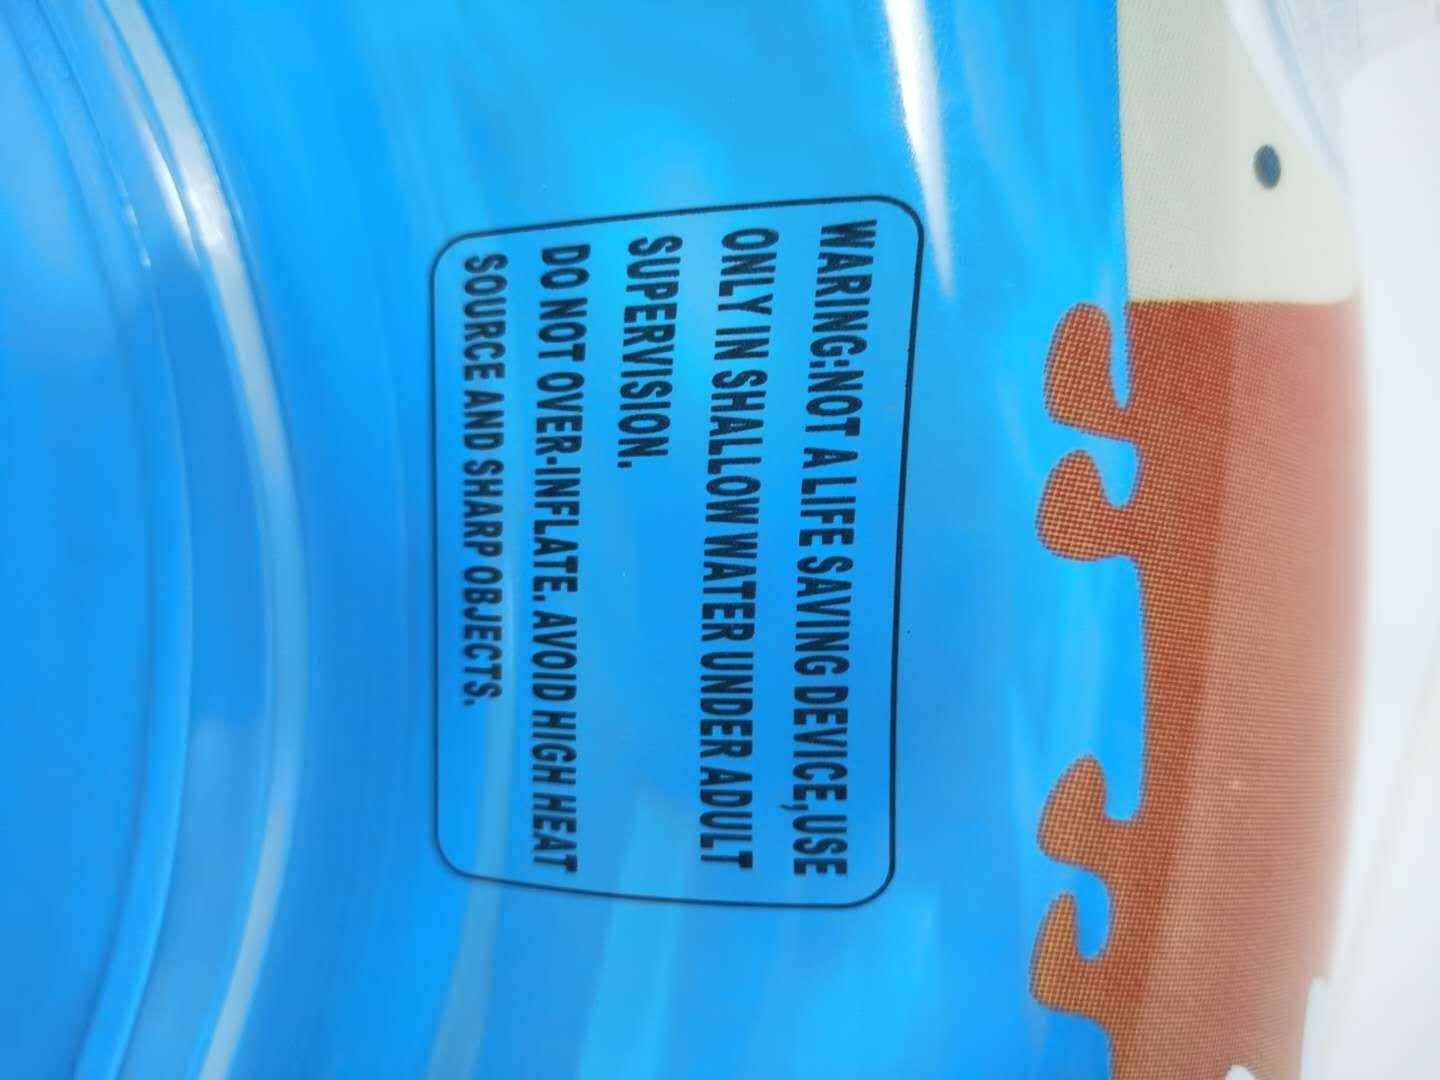 WARING:NOT A LIFE SAVING DEVICE,USE
ONLY IN SHALLOW WATER UNDER ADULT
SUPERVISION.
DO NOT OVER-INFLATE. AVOID HIGH HEAT
SOURCE AND SHARP OBJECTS.